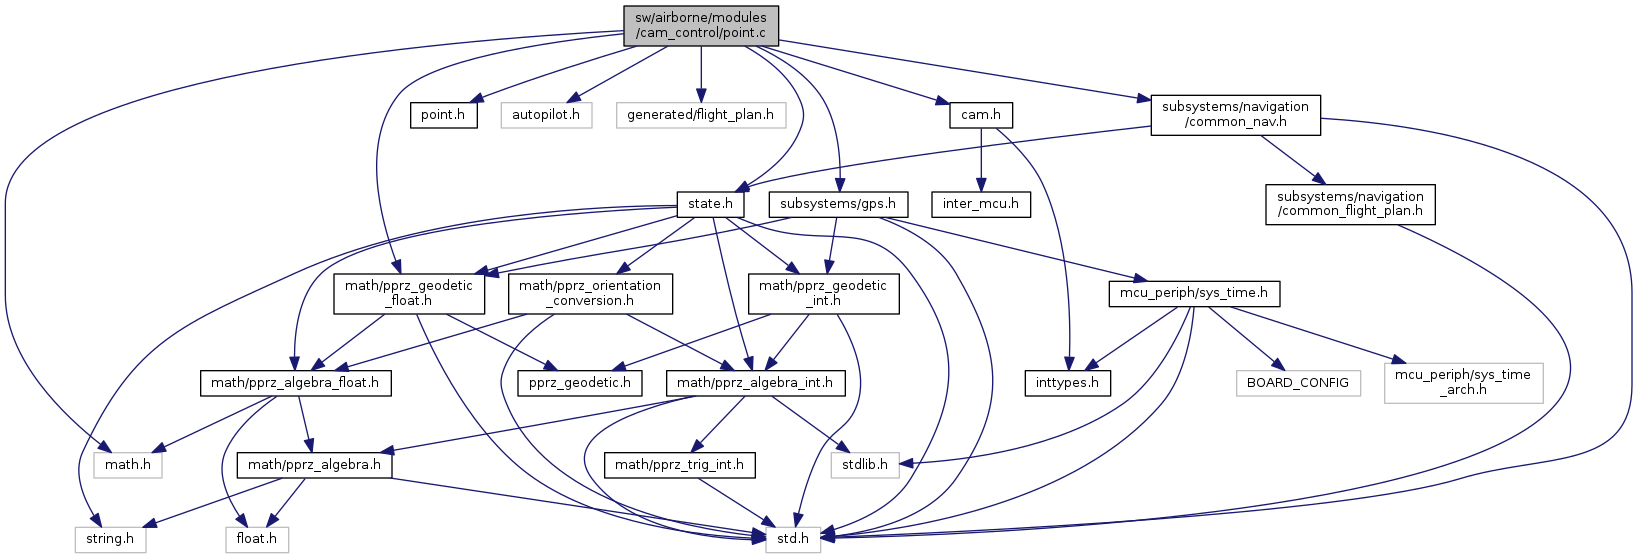 sw/airborne/modules
/cam_control/point.c
point.h
autopilot.h
generated/flight_plan.h
cam.h
subsystems/navigation
/common_nav.h
state.h
subsystems/gps.h
inter_mcu.h
subsystems/navigation
/common_flight_plan.h
math/pprz_geodetic
_float.h
math/pprz_orientation
_conversion.h
math/pprz_geodetic
_int.h
mcu_periph/sys_time.h
math/pprz_algebra_float.h
pprz_geodetic.h
math/pprz_algebra_int.h
inttypes.h
BOARD_CONFIG
mcu_periph/sys_time
_arch.h
math.h
math/pprz_algebra.h
math/pprz_trig_int.h
stdlib.h
string.h
float.h
std.h